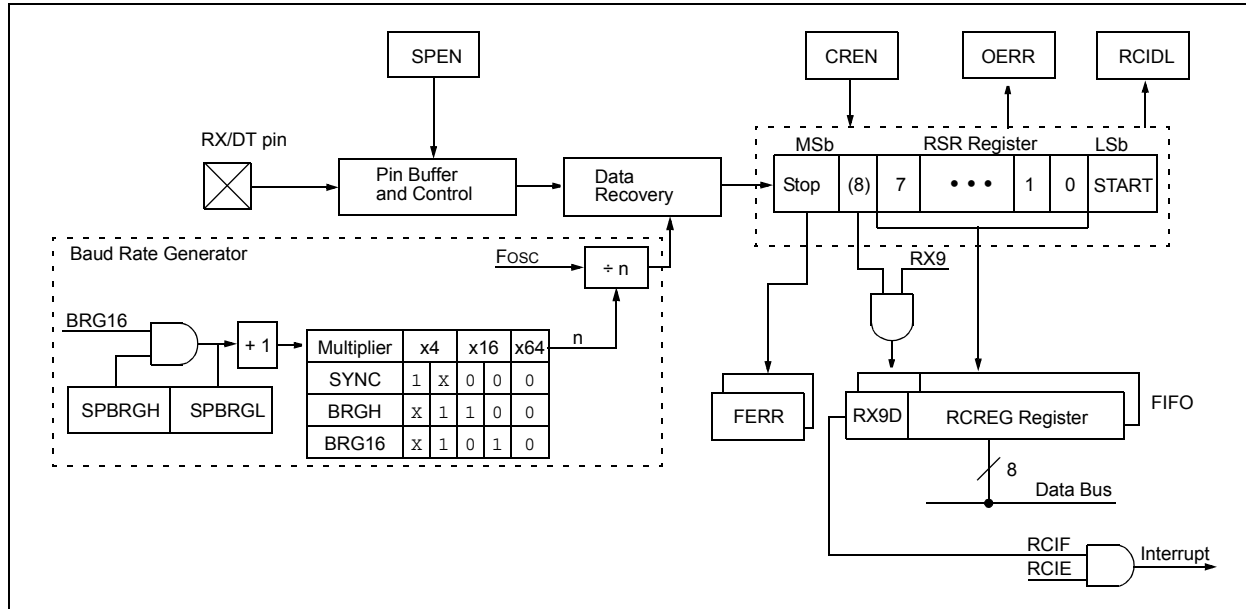 SPEN
CREN
OERR
RCIDL
RX/DT pin
MSb
RSR Register
LSb
Pin Buffer
and Control
Data
Recovery
Stop (8) 7 • • • 1 0 START
Baud Rate Generator
FOSC
÷ n
RX9
BRG16
+ 1
n
Multiplier x4 x16 x64
SYNC 1 X 0 0 0
BRGH X 1 1 0 0
BRG16 X 1 0 1 0
SPBRGH SPBRGL
FERR
RX9D RCREG Register
FIFO
8
Data Bus
RCIF
RCIE
Interrupt